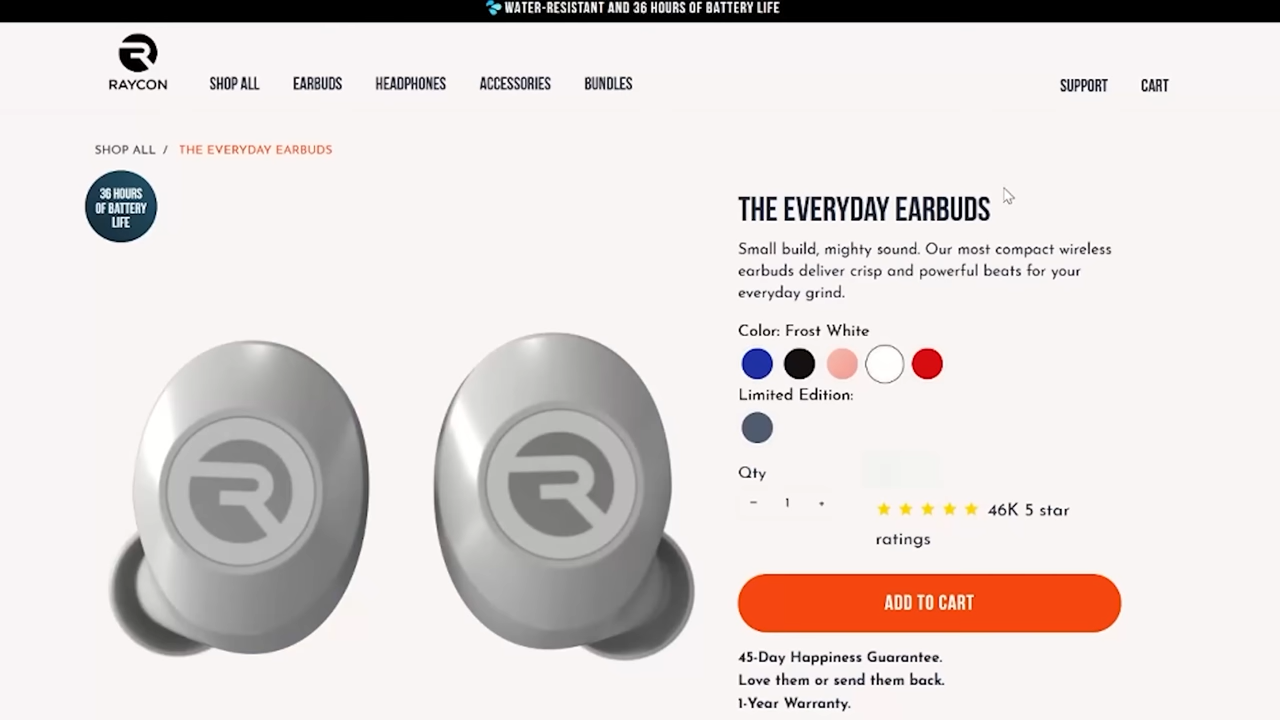 WATER-RESISTANT AND 36 HOURS OF BATTERY LIFE
RAYCON
SHOP ALL
EARBUDS
HEADPHONES
ACCESSORIES
BUNDLES
SUPPORT
CART
SHOP ALL / THE EVERYDAY EARBUDS
36 HOURS
OF BATTERY
LIFE
THE EVERYDAY EARBUDS
Small build, mighty sound. Our most compact wireless
earbuds deliver crisp and powerful beats for your
everyday grind.
Color: Frost White
Limited Edition:
Qty
− 1 +
46K 5 star
ratings
ADD TO CART
45-Day Happiness Guarantee.
Love them or send them back.
1-Year Warranty.